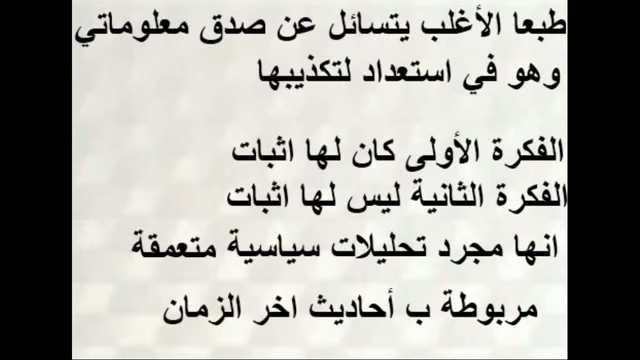 طبعا الأغلب يتسائل عن صدق معلوماتي
وهو في استعداد لتكذيبها
الفكرة الأولى كان لها اثبات
الفكرة الثانية ليس لها اثبات
انها مجرد تحليلات سياسية متعمقة
مربوطة ب أحاديث اخر الزمان